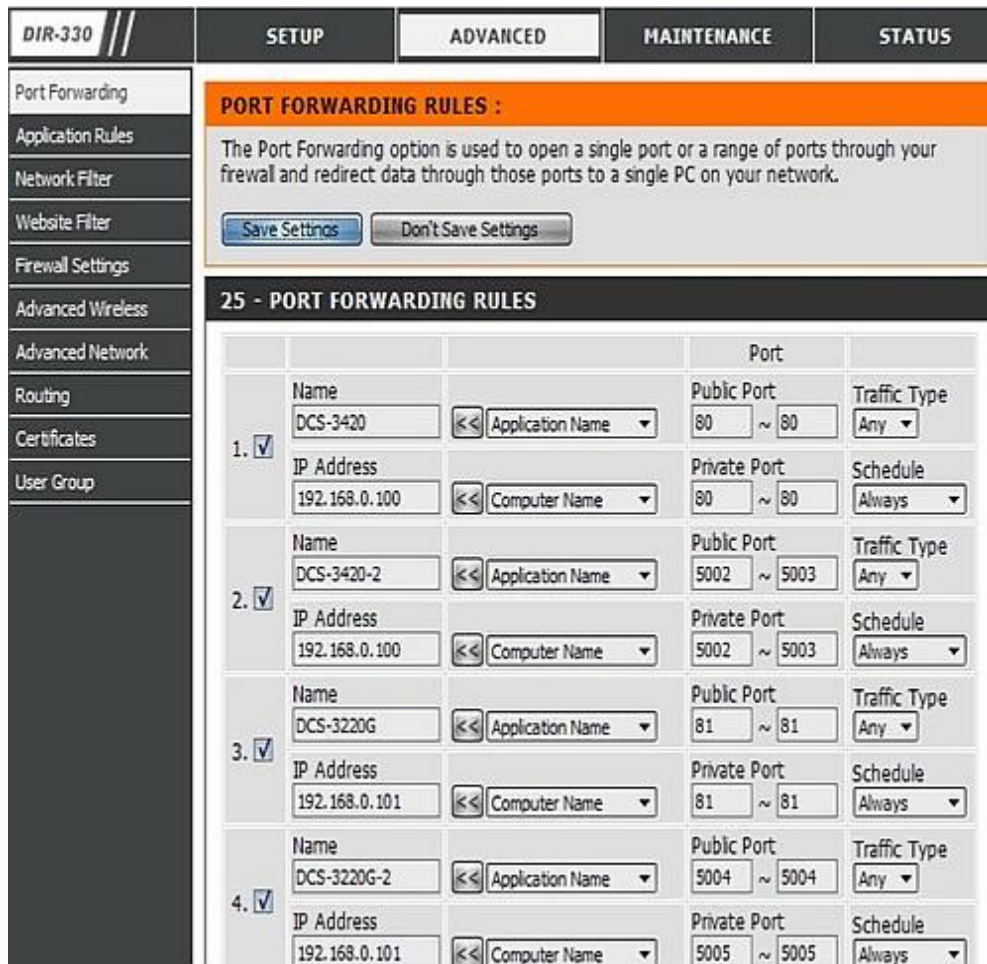 DIR-330 SETUP ADVANCED MAINTENANCE STATUS
Port Forwarding
Application Rules
Network Filter
Website Filter
Firewall Settings
Advanced Wireless
Advanced Network
Routing
Certificates
User Group
PORT FORWARDING RULES :
The Port Forwarding option is used to open a single port or a range of ports through your
firewall and redirect data through those ports to a single PC on your network.
Save Settings Don't Save Settings
25 - PORT FORWARDING RULES
Port
Name Public Port Traffic Type
1. DCS-3420 << Application Name 80 ~ 80 Any
IP Address Private Port Schedule
192.168.0.100 << Computer Name 80 ~ 80 Always
Name Public Port Traffic Type
2. DCS-3420-2 << Application Name 5002 ~ 5003 Any
IP Address Private Port Schedule
192.168.0.100 << Computer Name 5002 ~ 5003 Always
Name Public Port Traffic Type
3. DCS-3220G << Application Name 81 ~ 81 Any
IP Address Private Port Schedule
192.168.0.101 << Computer Name 81 ~ 81 Always
Name Public Port Traffic Type
4. DCS-3220G-2 << Application Name 5004 ~ 5004 Any
IP Address Private Port Schedule
192.168.0.101 << Computer Name 5005 ~ 5005 Always